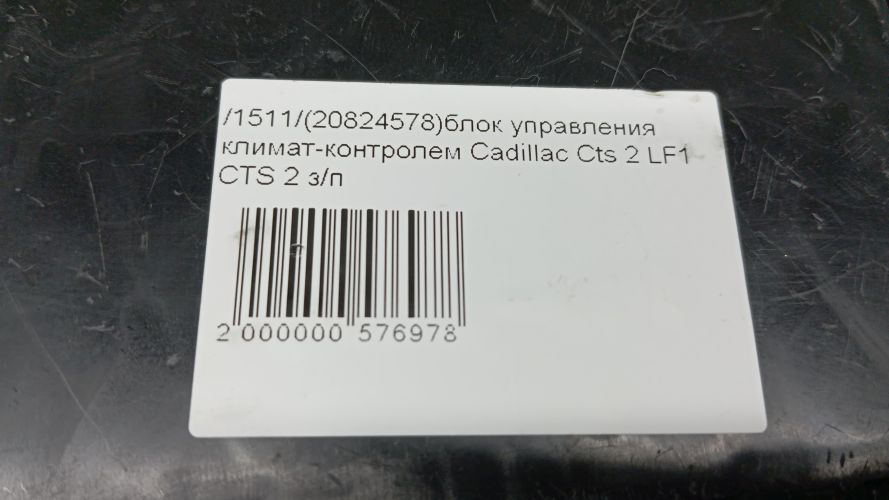 /1511/(20824578)блок управления
климат-контролем Cadillac Cts 2 LF1
CTS 2 з/п
2 000000 576978